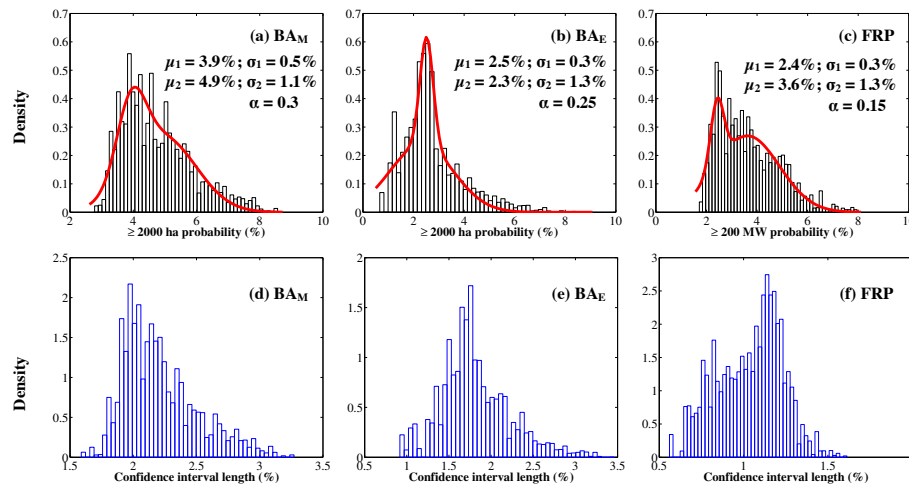 (a) BA_M
μ1 = 3.9%; σ1 = 0.5%
μ2 = 4.9%; σ2 = 1.1%
α = 0.3
Density
0.7
0.6
0.5
0.4
0.3
0.2
0.1
0
2 4 6 8 10
≥ 2000 ha probability (%)
(b) BA_E
μ1 = 2.5%; σ1 = 0.3%
μ2 = 2.3%; σ2 = 1.3%
α = 0.25
0.7
0.6
0.5
0.4
0.3
0.2
0.1
0
0 2 4 6 8 10
≥ 2000 ha probability (%)
(c) FRP
μ1 = 2.4%; σ1 = 0.3%
μ2 = 3.6%; σ2 = 1.3%
α = 0.15
0.7
0.6
0.5
0.4
0.3
0.2
0.1
0
0 2 4 6 8 10
≥ 200 MW probability (%)
(d) BA_M
Density
2.5
2
1.5
1
0.5
0
1.5 2 2.5 3 3.5
Confidence interval length (%)
(e) BA_E
2
1.5
1
0.5
0
0.5 1 1.5 2 2.5 3 3.5
Confidence interval length (%)
(f) FRP
3
2.5
2
1.5
1
0.5
0
0.5 1 1.5
Confidence interval length (%)